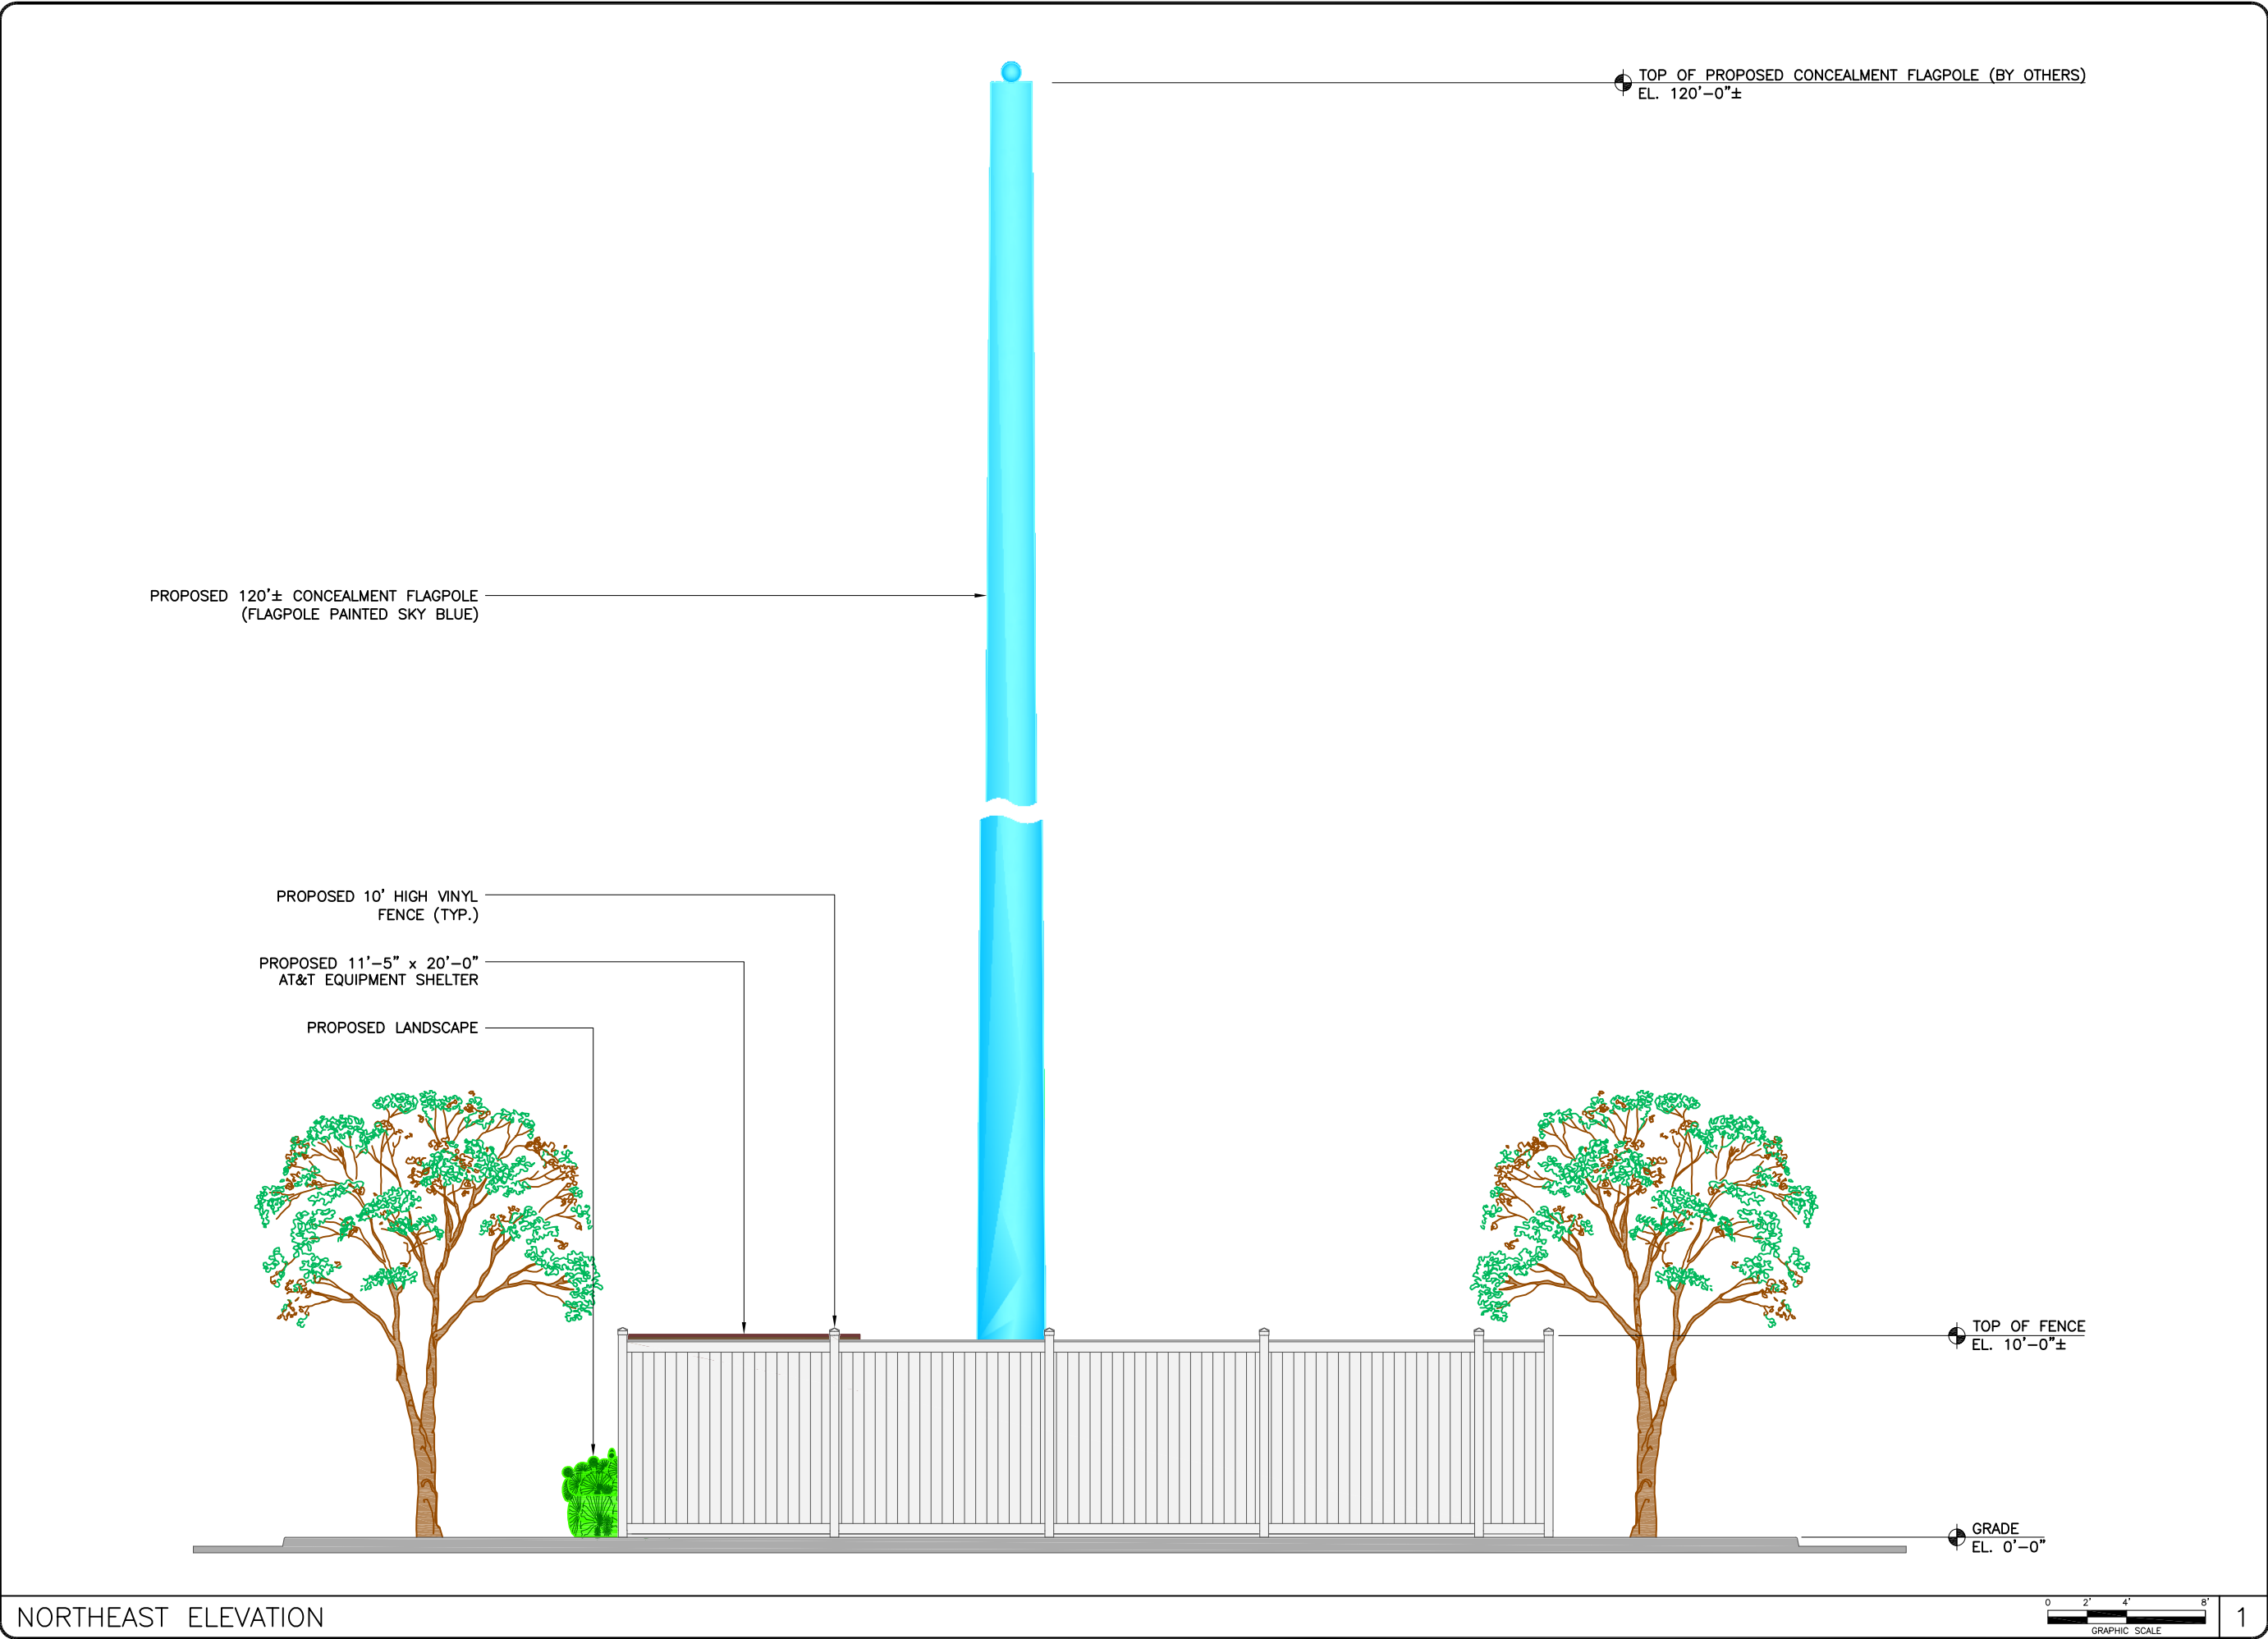 TOP OF PROPOSED CONCEALMENT FLAGPOLE (BY OTHERS)
EL. 120'-0"±
PROPOSED 120'± CONCEALMENT FLAGPOLE
(FLAGPOLE PAINTED SKY BLUE)
PROPOSED 10' HIGH VINYL
FENCE (TYP.)
PROPOSED 11'-5" x 20'-0"
AT&T EQUIPMENT SHELTER
PROPOSED LANDSCAPE
TOP OF FENCE
EL. 10'-0"±
GRADE
EL. 0'-0"
NORTHEAST ELEVATION
0 2' 4' 8'
GRAPHIC SCALE
1